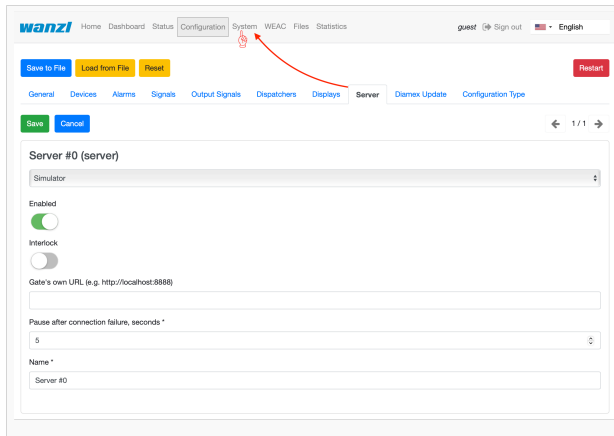 wanzl Home Dashboard Status Configuration System WEAC Files Statistics guest Sign out English
Save to File Load from File Reset Restart
General Devices Alarms Signals Output Signals Dispatchers Displays Server Diamex Update Configuration Type
Save Cancel 1 / 1
Server #0 (server)
Simulator
Enabled
Interlock
Gate's own URL (e.g. http://localhost:8888)
Pause after connection failure, seconds *
5
Name *
Server #0